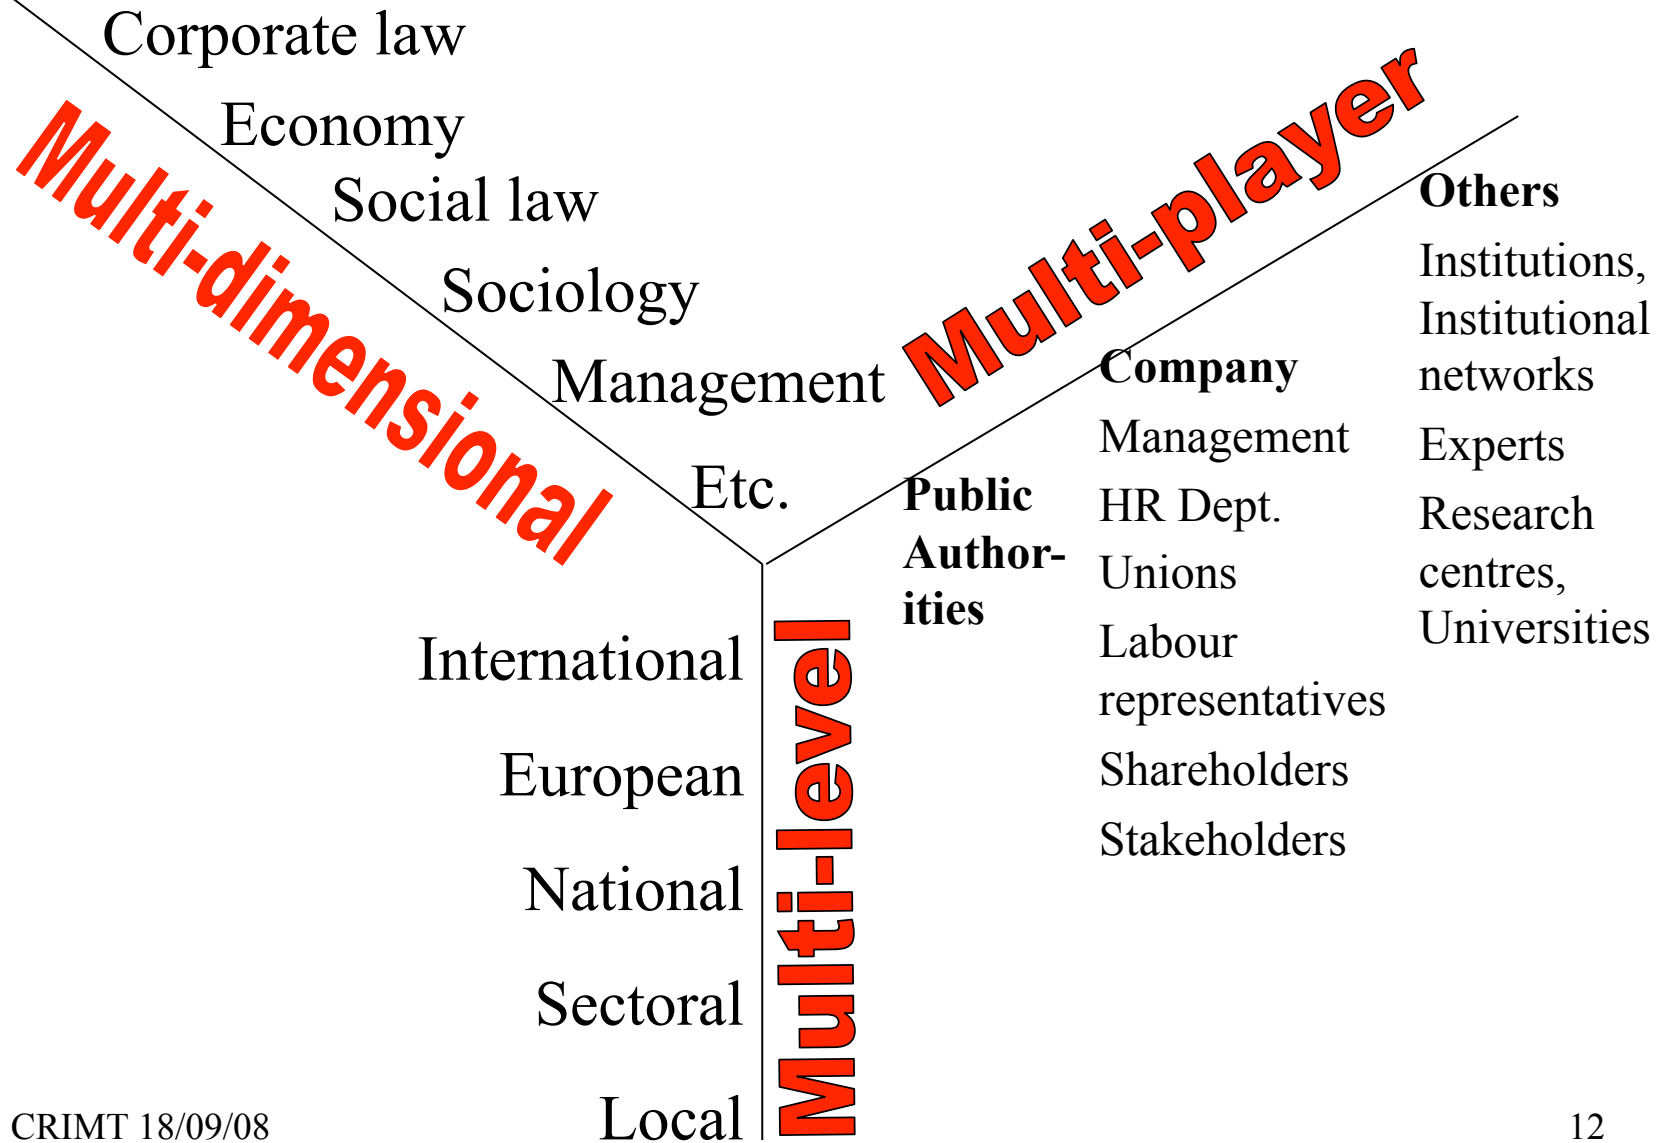 Corporate law
Economy
Social law
Sociology
Management
Etc.
Multi-dimensional
Multi-player
Public
Author-
ities
Company
Management
HR Dept.
Unions
Labour
representatives
Shareholders
Stakeholders
Others
Institutions,
Institutional
networks
Experts
Research
centres,
Universities
International
European
National
Sectoral
Local
Multi-level
CRIMT 18/09/08
12